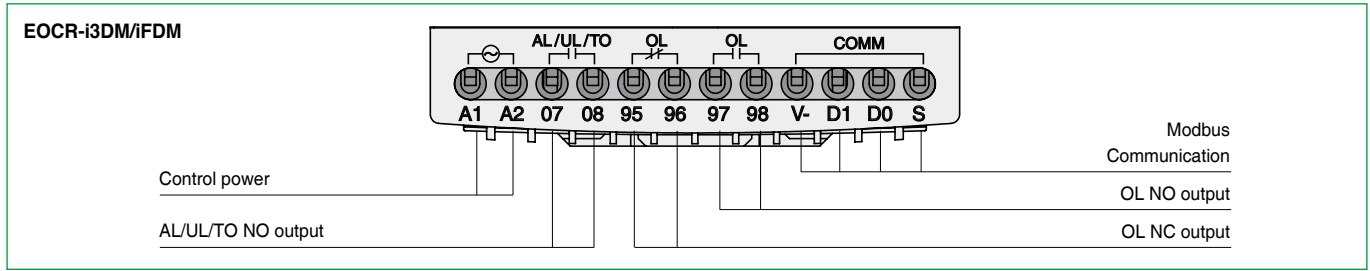 EOCR-i3DM/iFDM
AL/UL/TO OL OL COMM
A1 A2 07 08 95 96 97 98 V- D1 D0 S
Modbus
Communication
Control power
OL NO output
AL/UL/TO NO output
OL NC output